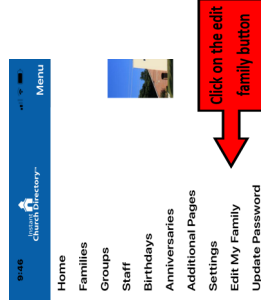 9:46
Instant
Church Directory™
Menu
Home
Families
Groups
Staff
Birthdays
Anniversaries
Additional Pages
Settings
Edit My Family
Update Password
Click on the edit
family button